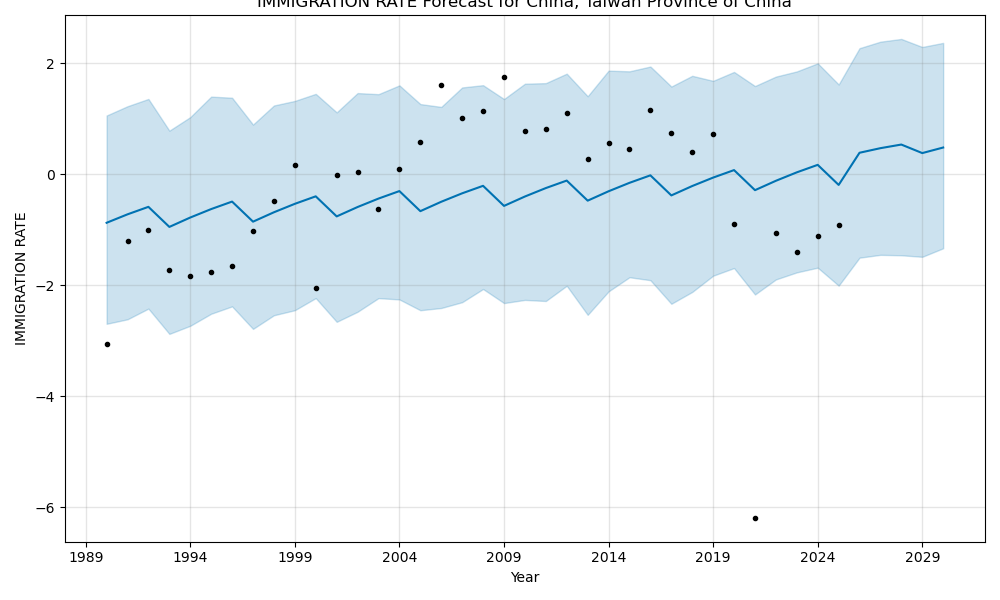 IMMIGRATION RATE Forecast for China, Taiwan Province of China
2
0
−2
−4
−6
IMMIGRATION RATE
1989 1994 1999 2004 2009 2014 2019 2024 2029
Year